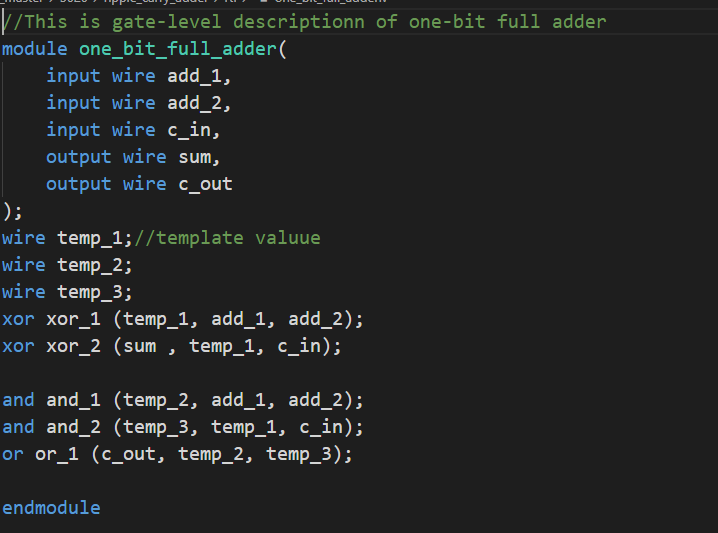 //This is gate-level descriptionn of one-bit full adder
module one_bit_full_adder(
    input wire add_1,
    input wire add_2,
    input wire c_in,
    output wire sum,
    output wire c_out
);
wire temp_1;//template valuue
wire temp_2;
wire temp_3;
xor xor_1 (temp_1, add_1, add_2);
xor xor_2 (sum , temp_1, c_in);

and and_1 (temp_2, add_1, add_2);
and and_2 (temp_3, temp_1, c_in);
or or_1 (c_out, temp_2, temp_3);

endmodule